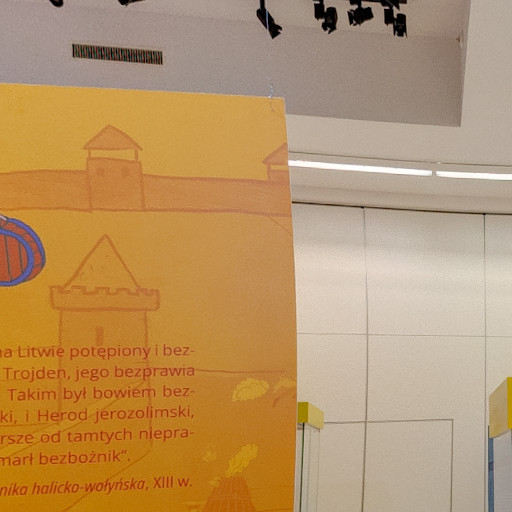 na Litwie potępiony i bez-
Trojden, jego bezprawia
Takim był bowiem bez-
ki, i Herod jerozolimski,
rsze od tamtych niepra-
marł bezbożnik”.
nika halicko-wołyńska, XIII w.